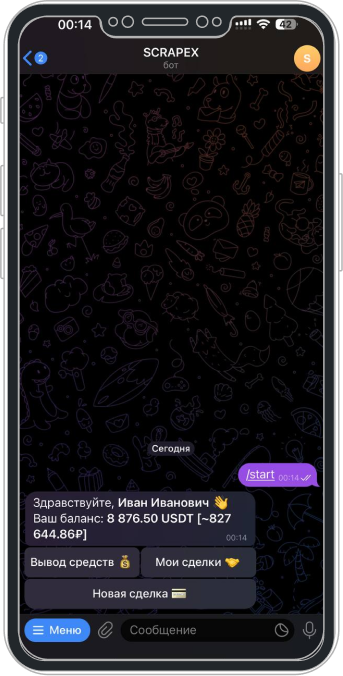 00:14
42
2
SCRAPEX
бот
S
Сегодня
/start 00:14
Здравствуйте, Иван Иванович 👋
Ваш баланс: 8 876.50 USDT [~827
644.86₽]
00:14
Вывод средств 💰
Мои сделки 🤝
Новая сделка 💳
Меню
Сообщение